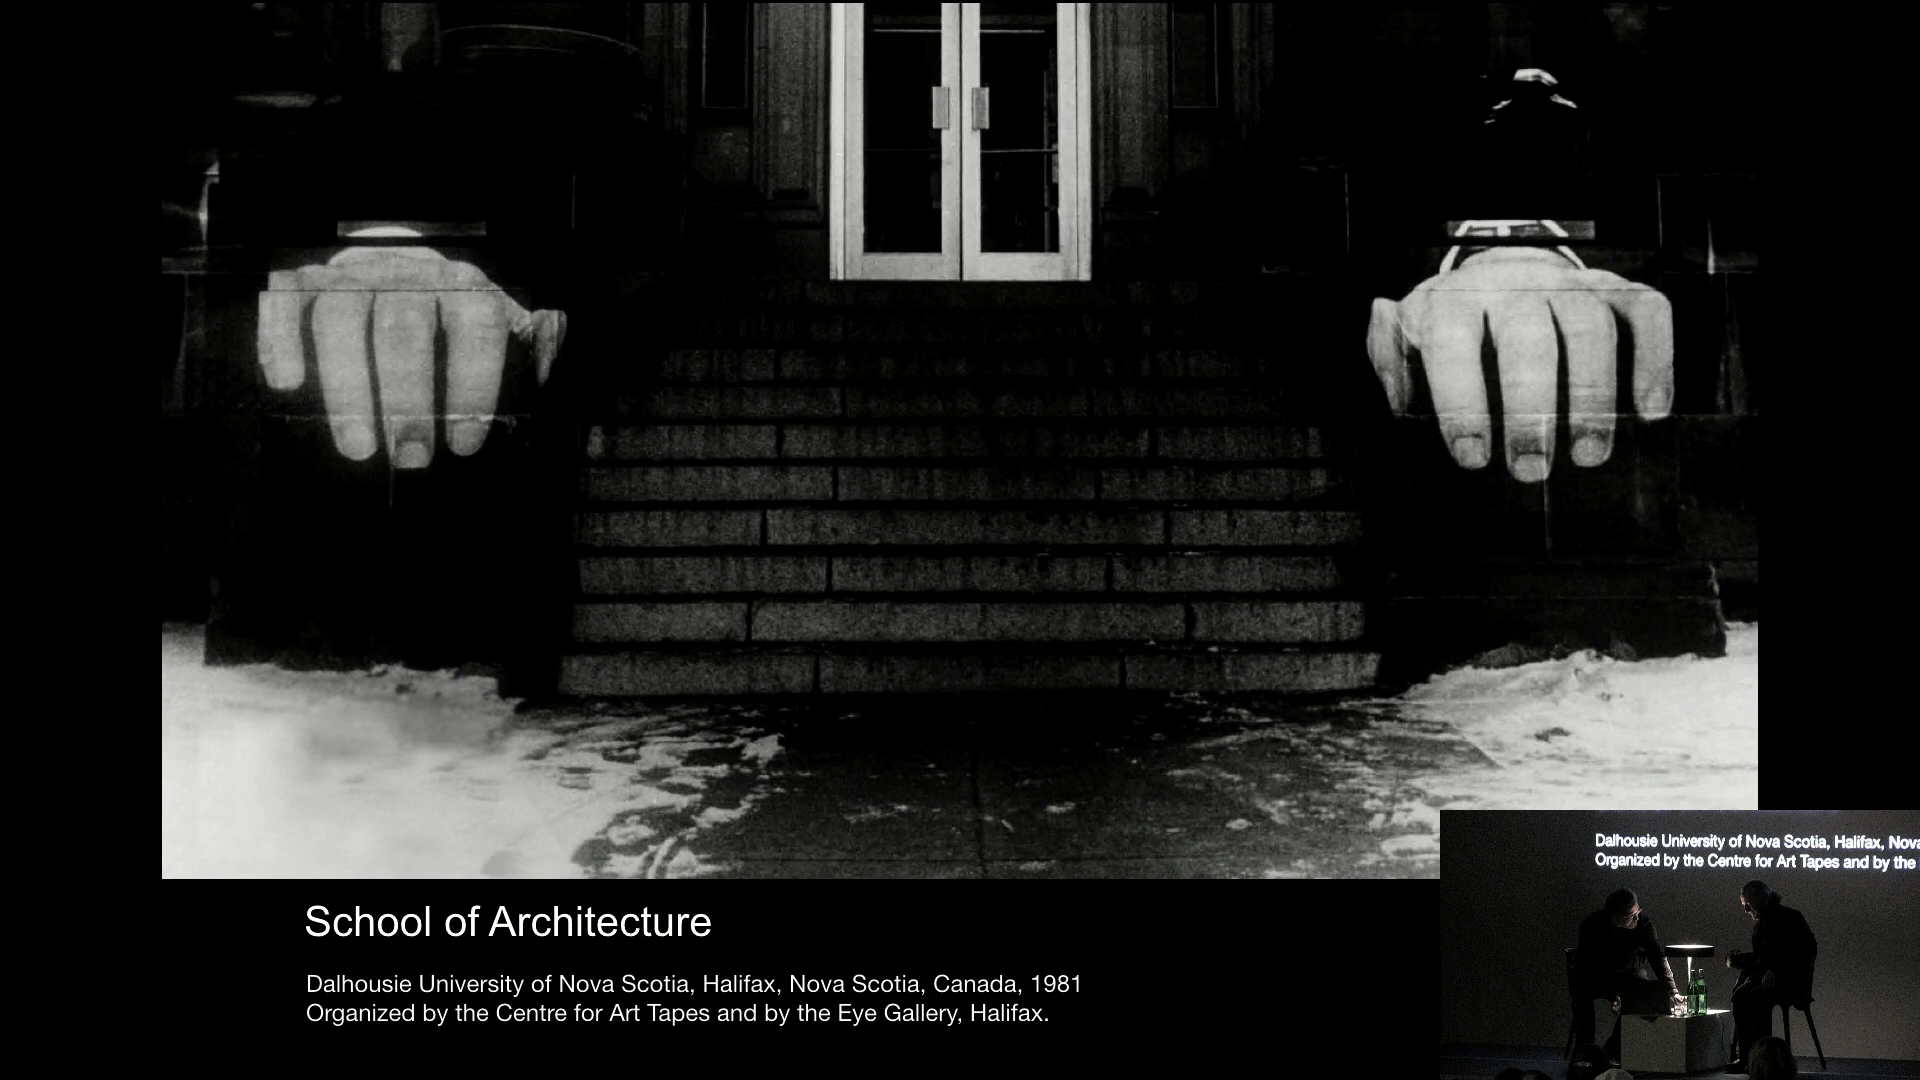 School of Architecture
Dalhousie University of Nova Scotia, Halifax, Nova Scotia, Canada, 1981
Organized by the Centre for Art Tapes and by the Eye Gallery, Halifax.
Dalhousie University of Nova Scotia, Halifax, Nova
Organized by the Centre for Art Tapes and by the